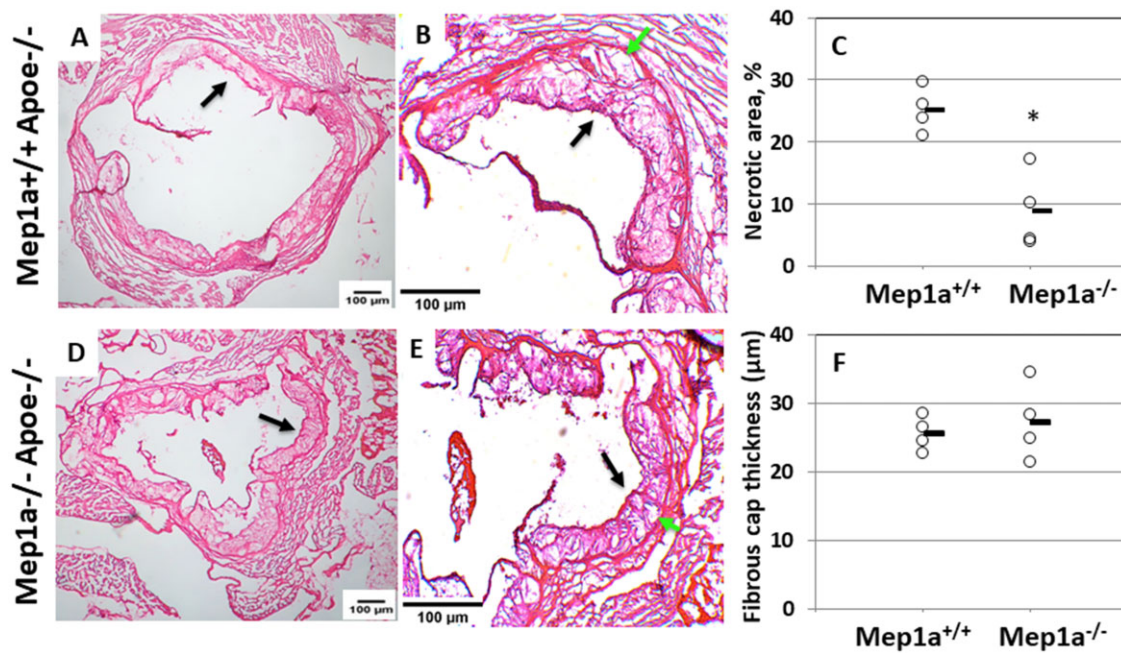 Mep1a+/+ Apoe-/-
A
100 µm
B
100 µm
C
Necrotic area, %
40
30
20
10
0
*
Mep1a+/+
Mep1a-/-
Mep1a-/- Apoe-/-
D
100 µm
E
100 µm
F
Fibrous cap thickness (µm)
40
30
20
10
0
Mep1a+/+
Mep1a-/-